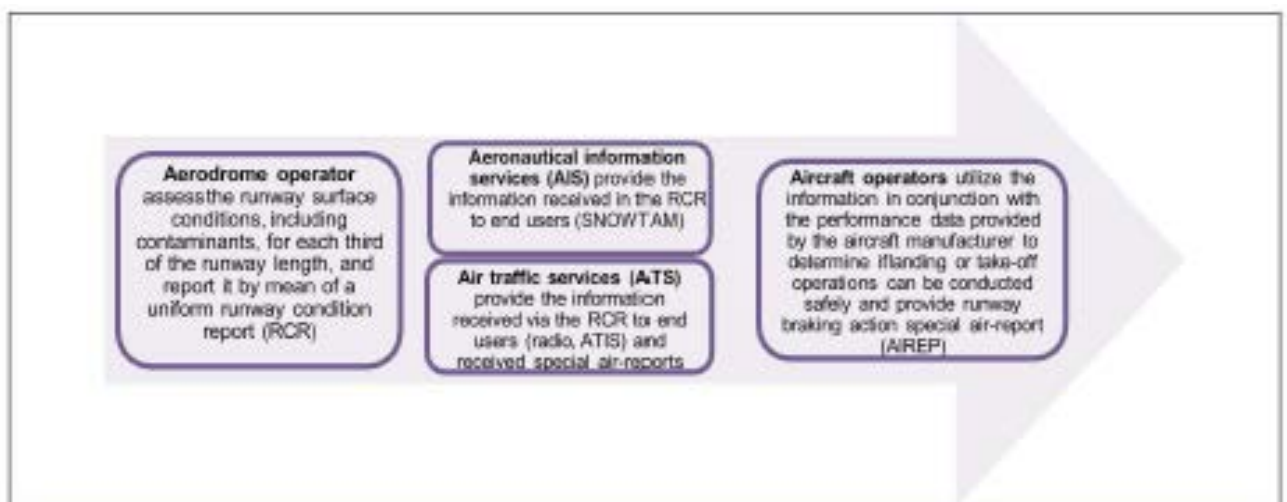 Aerodrome operator
assess the runway surface
conditions, including
contaminants, for each third
of the runway length, and
report it by mean of a
uniform runway condition
report (RCR)
Aeronautical information
services (AIS) provide the
information received in the RCR
to end users (SNOWTAM)
Air traffic services (ATS)
provide the information
received via the RCR to end
users (radio, ATIS) and
received special air-reports
Aircraft operators utilize the
information in conjunction with
the performance data provided
by the aircraft manufacturer to
determine if landing or take-off
operations can be conducted
safely and provide runway
braking action special air-report
(AIREP)